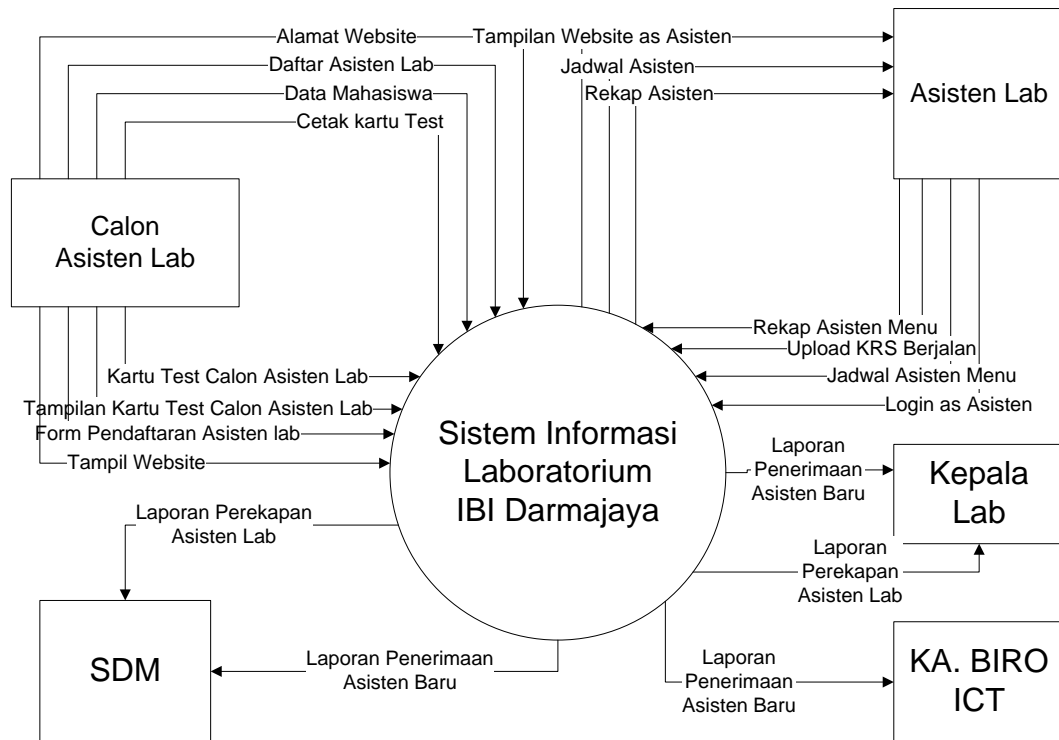 Alamat Website
Tampilan Website as Asisten
Daftar Asisten Lab
Jadwal Asisten
Data Mahasiswa
Rekap Asisten
Cetak kartu Test
Asisten Lab
Calon
Asisten Lab
Rekap Asisten Menu
Upload KRS Berjalan
Jadwal Asisten Menu
Login as Asisten
Kartu Test Calon Asisten Lab
Tampilan Kartu Test Calon Asisten Lab
Form Pendaftaran Asisten lab
Tampil Website
Sistem Informasi
Laboratorium
IBI Darmajaya
Laporan
Penerimaan
Asisten Baru
Kepala
Lab
Laporan Perekapan
Asisten Lab
Laporan
Perekapan
Asisten Lab
SDM
Laporan Penerimaan
Asisten Baru
Laporan
Penerimaan
Asisten Baru
KA. BIRO
ICT